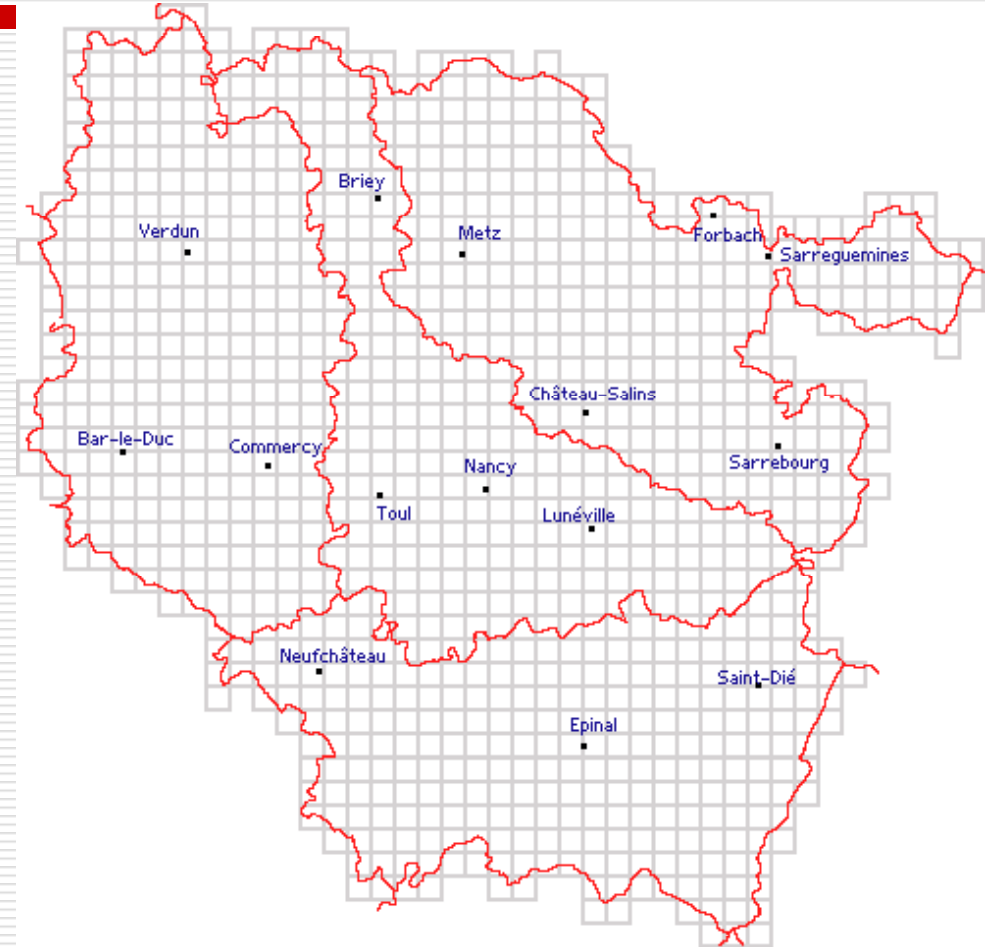 Briey
Verdun
Metz
Forbach
Sarreguemines
Château-Salins
Bar-le-Duc
Commercy
Nancy
Sarrebourg
Toul
Lunéville
Neufchâteau
Saint-Dié
Epinal